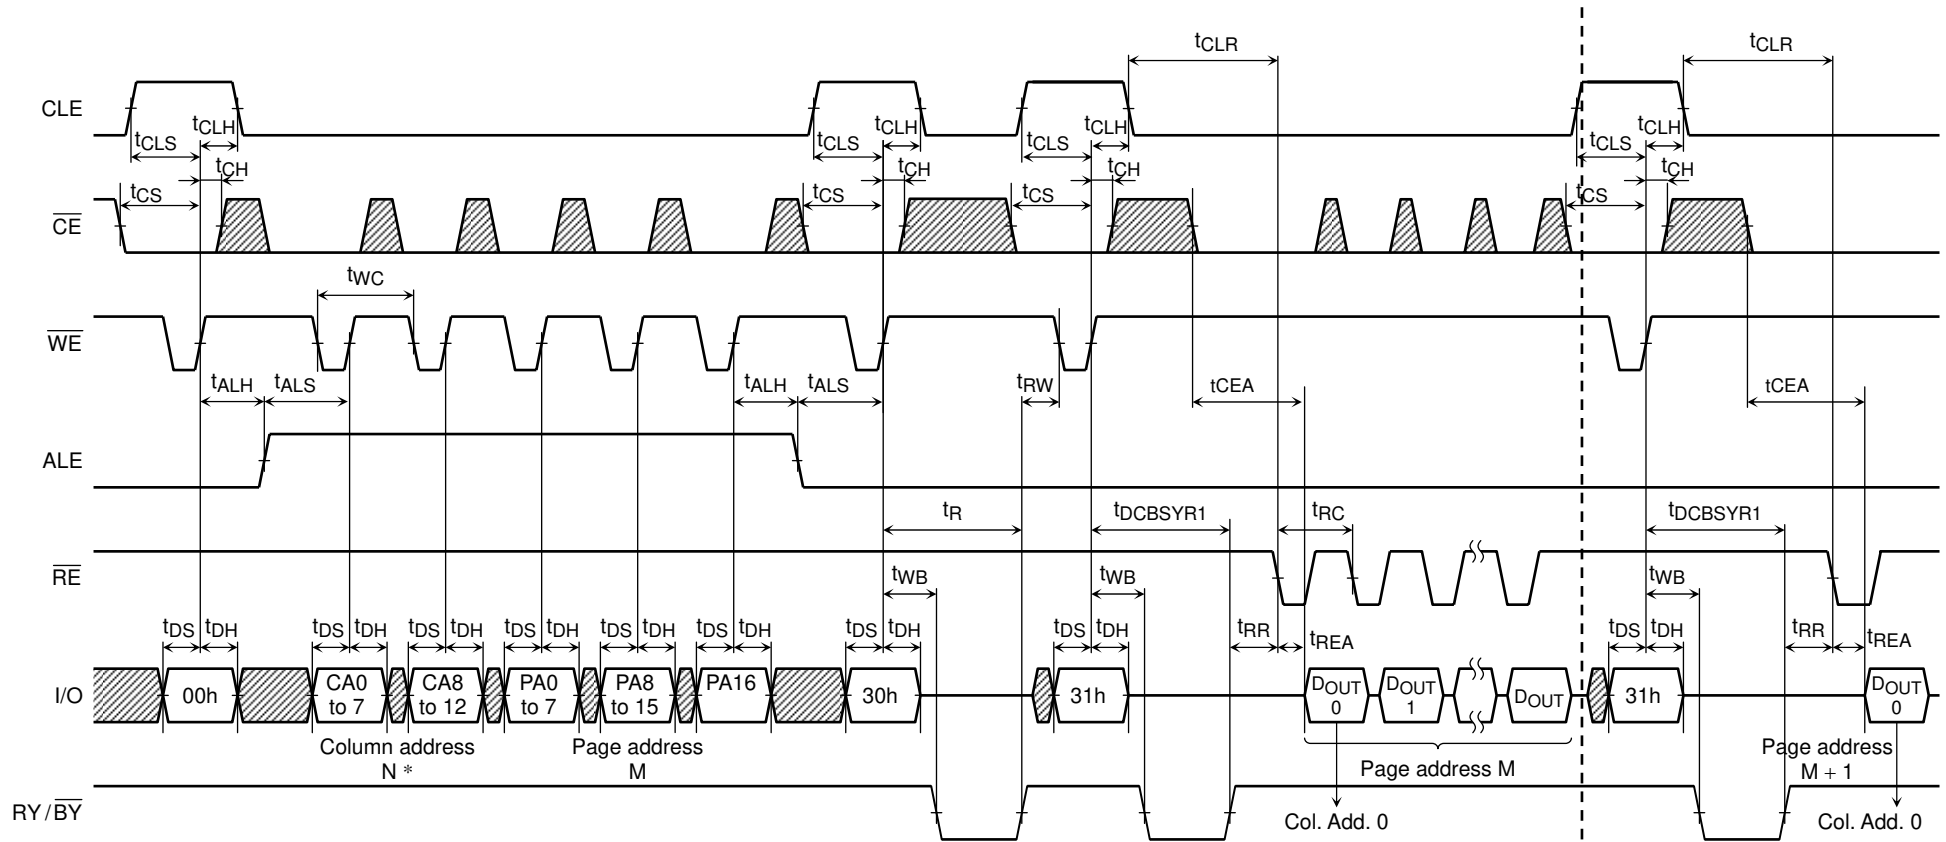 tCLR tCLR
CLE
tCLS tCLH tCLS tCLH tCLS tCLH tCLS tCLH
tCH tCH tCH tCH
tCS tCS tCS tCS
CE
tWC
WE
tALH tALS tALH tALS tRW tCEA tCEA
ALE
tR tDCBSYR1 tRC tDCBSYR1
RE
tWB tWB tWB
tDS tDH tDS tDH tDS tDH tDS tDH tDS tDH tDS tDH tDS tDH tDS tDH tRR tREA tDS tDH tRR tREA
I/O
00h
CA0
to 7
CA8
to 12
PA0
to 7
PA8
to 15
PA16
30h
31h
DOUT
0
DOUT
1
DOUT
31h
DOUT
0
Column address
N *
Page address
M
Page address M
Page address
M + 1
RY/BY
Col. Add. 0
Col. Add. 0